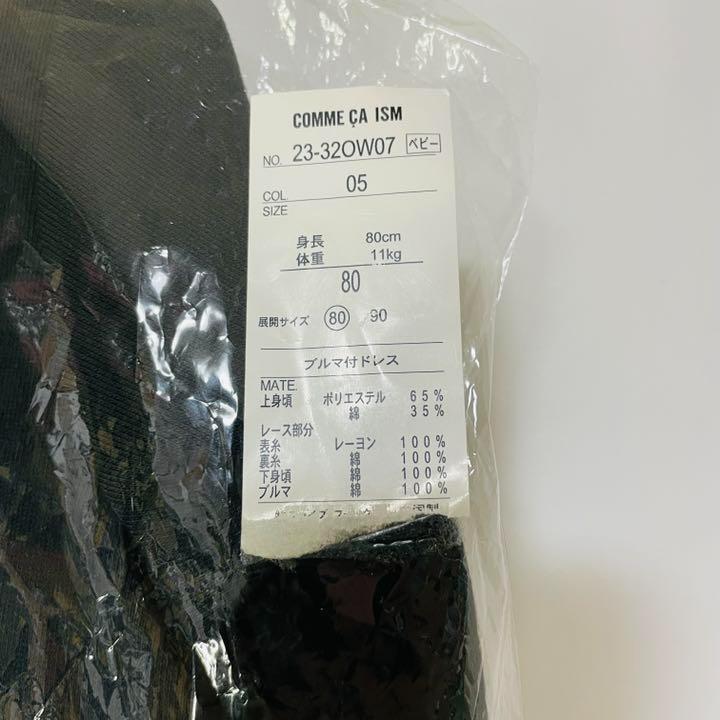 COMME ÇA ISM
NO. 23-32OW07 ベビー
COL. 05
SIZE
身長 80cm
体重 11kg
80
展開サイズ 80 90
ブルマ付ドレス
MATE.
上身頃 ポリエステル 65%
綿 35%
レース部分
表糸 レーヨン 100%
裏糸 綿 100%
下身頃 綿 100%
ブルマ 綿 100%